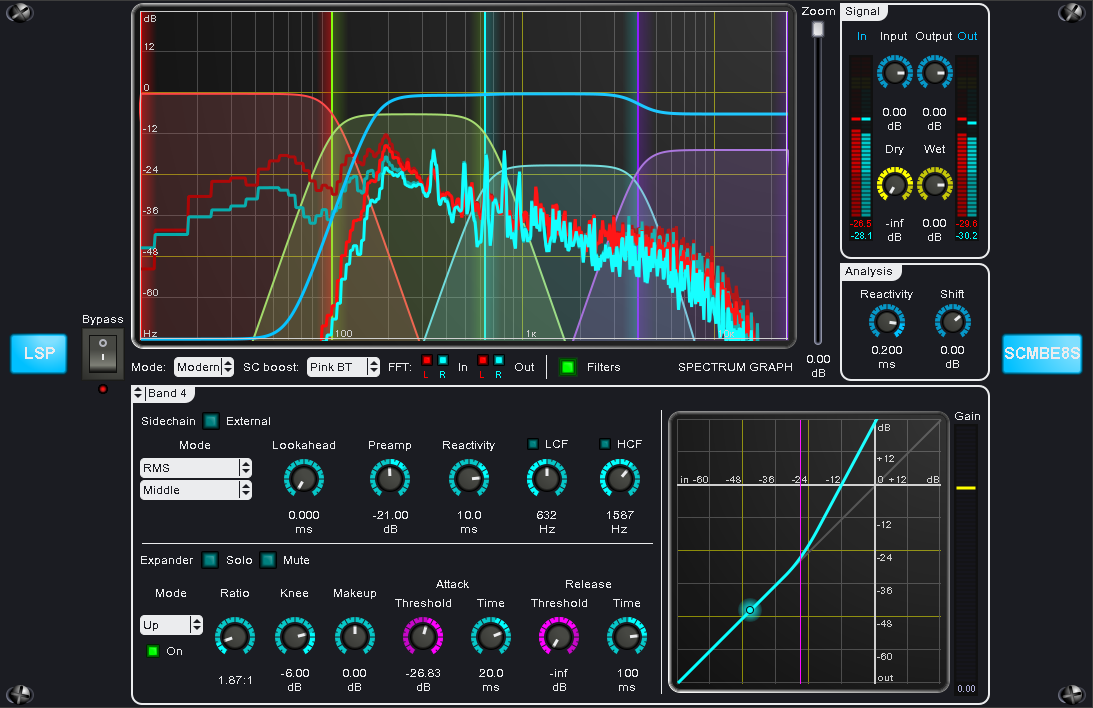 Zoom
Signal
dB
12
0
-12
-24
-36
-48
-60
Hz
100
1к
In Input Output Out
0.00 0.00
dB dB
Dry Wet
-inf 0.00
dB dB
-26.5 -29.6
-28.1 -30.2
Analysis
Reactivity Shift
0.200 0.00
ms dB
Bypass
LSP
SCMBE8S
0.00
dB
Mode: Modern SC boost: Pink BT FFT: L R In L R Out Filters SPECTRUM GRAPH
Band 4
Sidechain External
Mode Lookahead Preamp Reactivity LCF HCF
RMS
Middle
0.000 -21.00 10.0 632 1587
ms dB ms Hz Hz
Expander Solo Mute
Attack Release
Mode Ratio Knee Makeup Threshold Time Threshold Time
Up
On
1.87:1 -6.00 0.00 -26.83 20.0 -inf 100
dB dB dB ms dB ms
Gain
dB
+12
in -60 -48 -36 -24 -12 0 +12 dB
-12
-24
-36
-48
-60
out
0.00